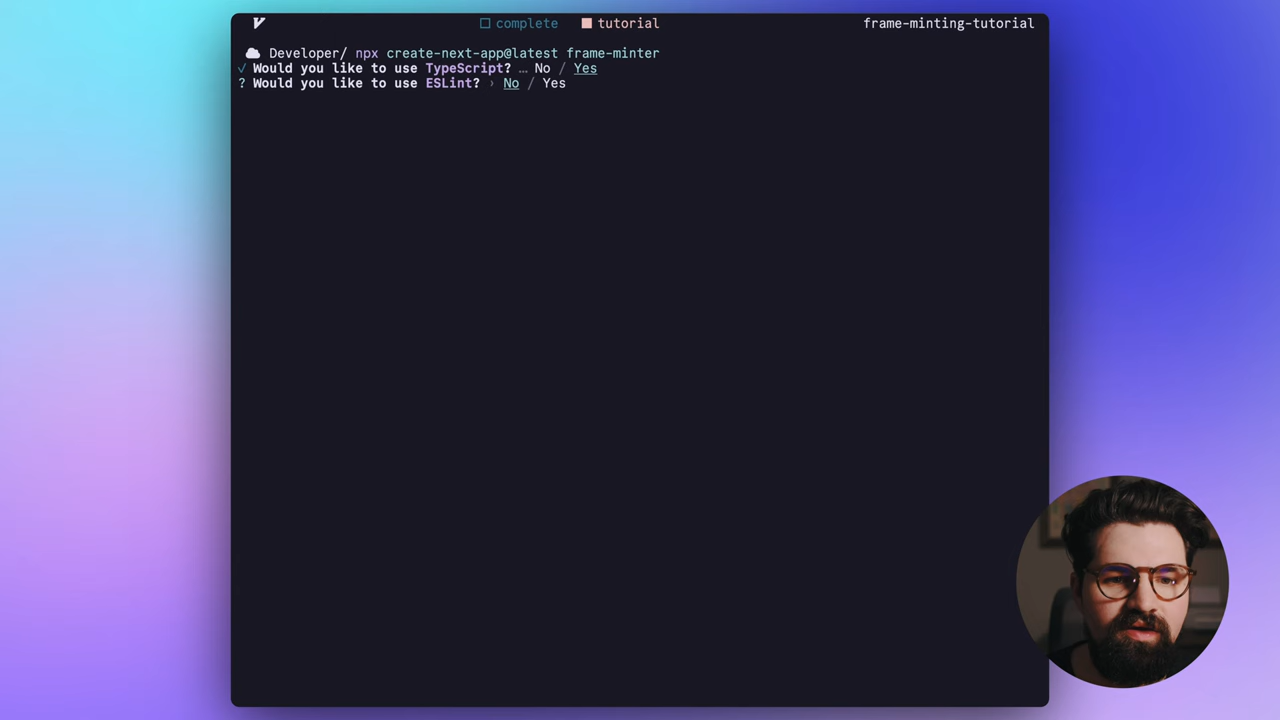 complete tutorial frame-minting-tutorial
Developer/ npx create-next-app@latest frame-minter
✓ Would you like to use TypeScript? … No / Yes
? Would you like to use ESLint? › No / Yes